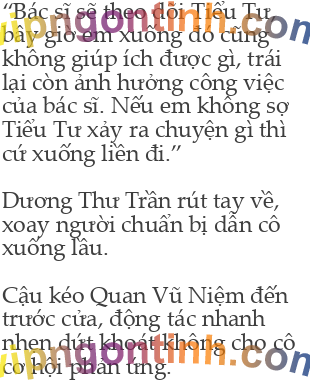 “Bác sĩ sẽ theo dõi Tiểu Tư,
bây giờ em xuống đó cũng
không giúp ích được gì, trái
lại còn ảnh hưởng công việc
của bác sĩ. Nếu em không sợ
Tiểu Tư xảy ra chuyện gì thì
cứ xuống liền đi.”
Dương Thư Trần rút tay về,
xoay người chuẩn bị dẫn cô
xuống lầu.
Cậu kéo Quan Vũ Niệm đến
trước cửa, động tác nhanh
nhẹn dứt khoát không cho cô
cơ hội phản ứng.
vipngontinh.com
vipngontinh.com